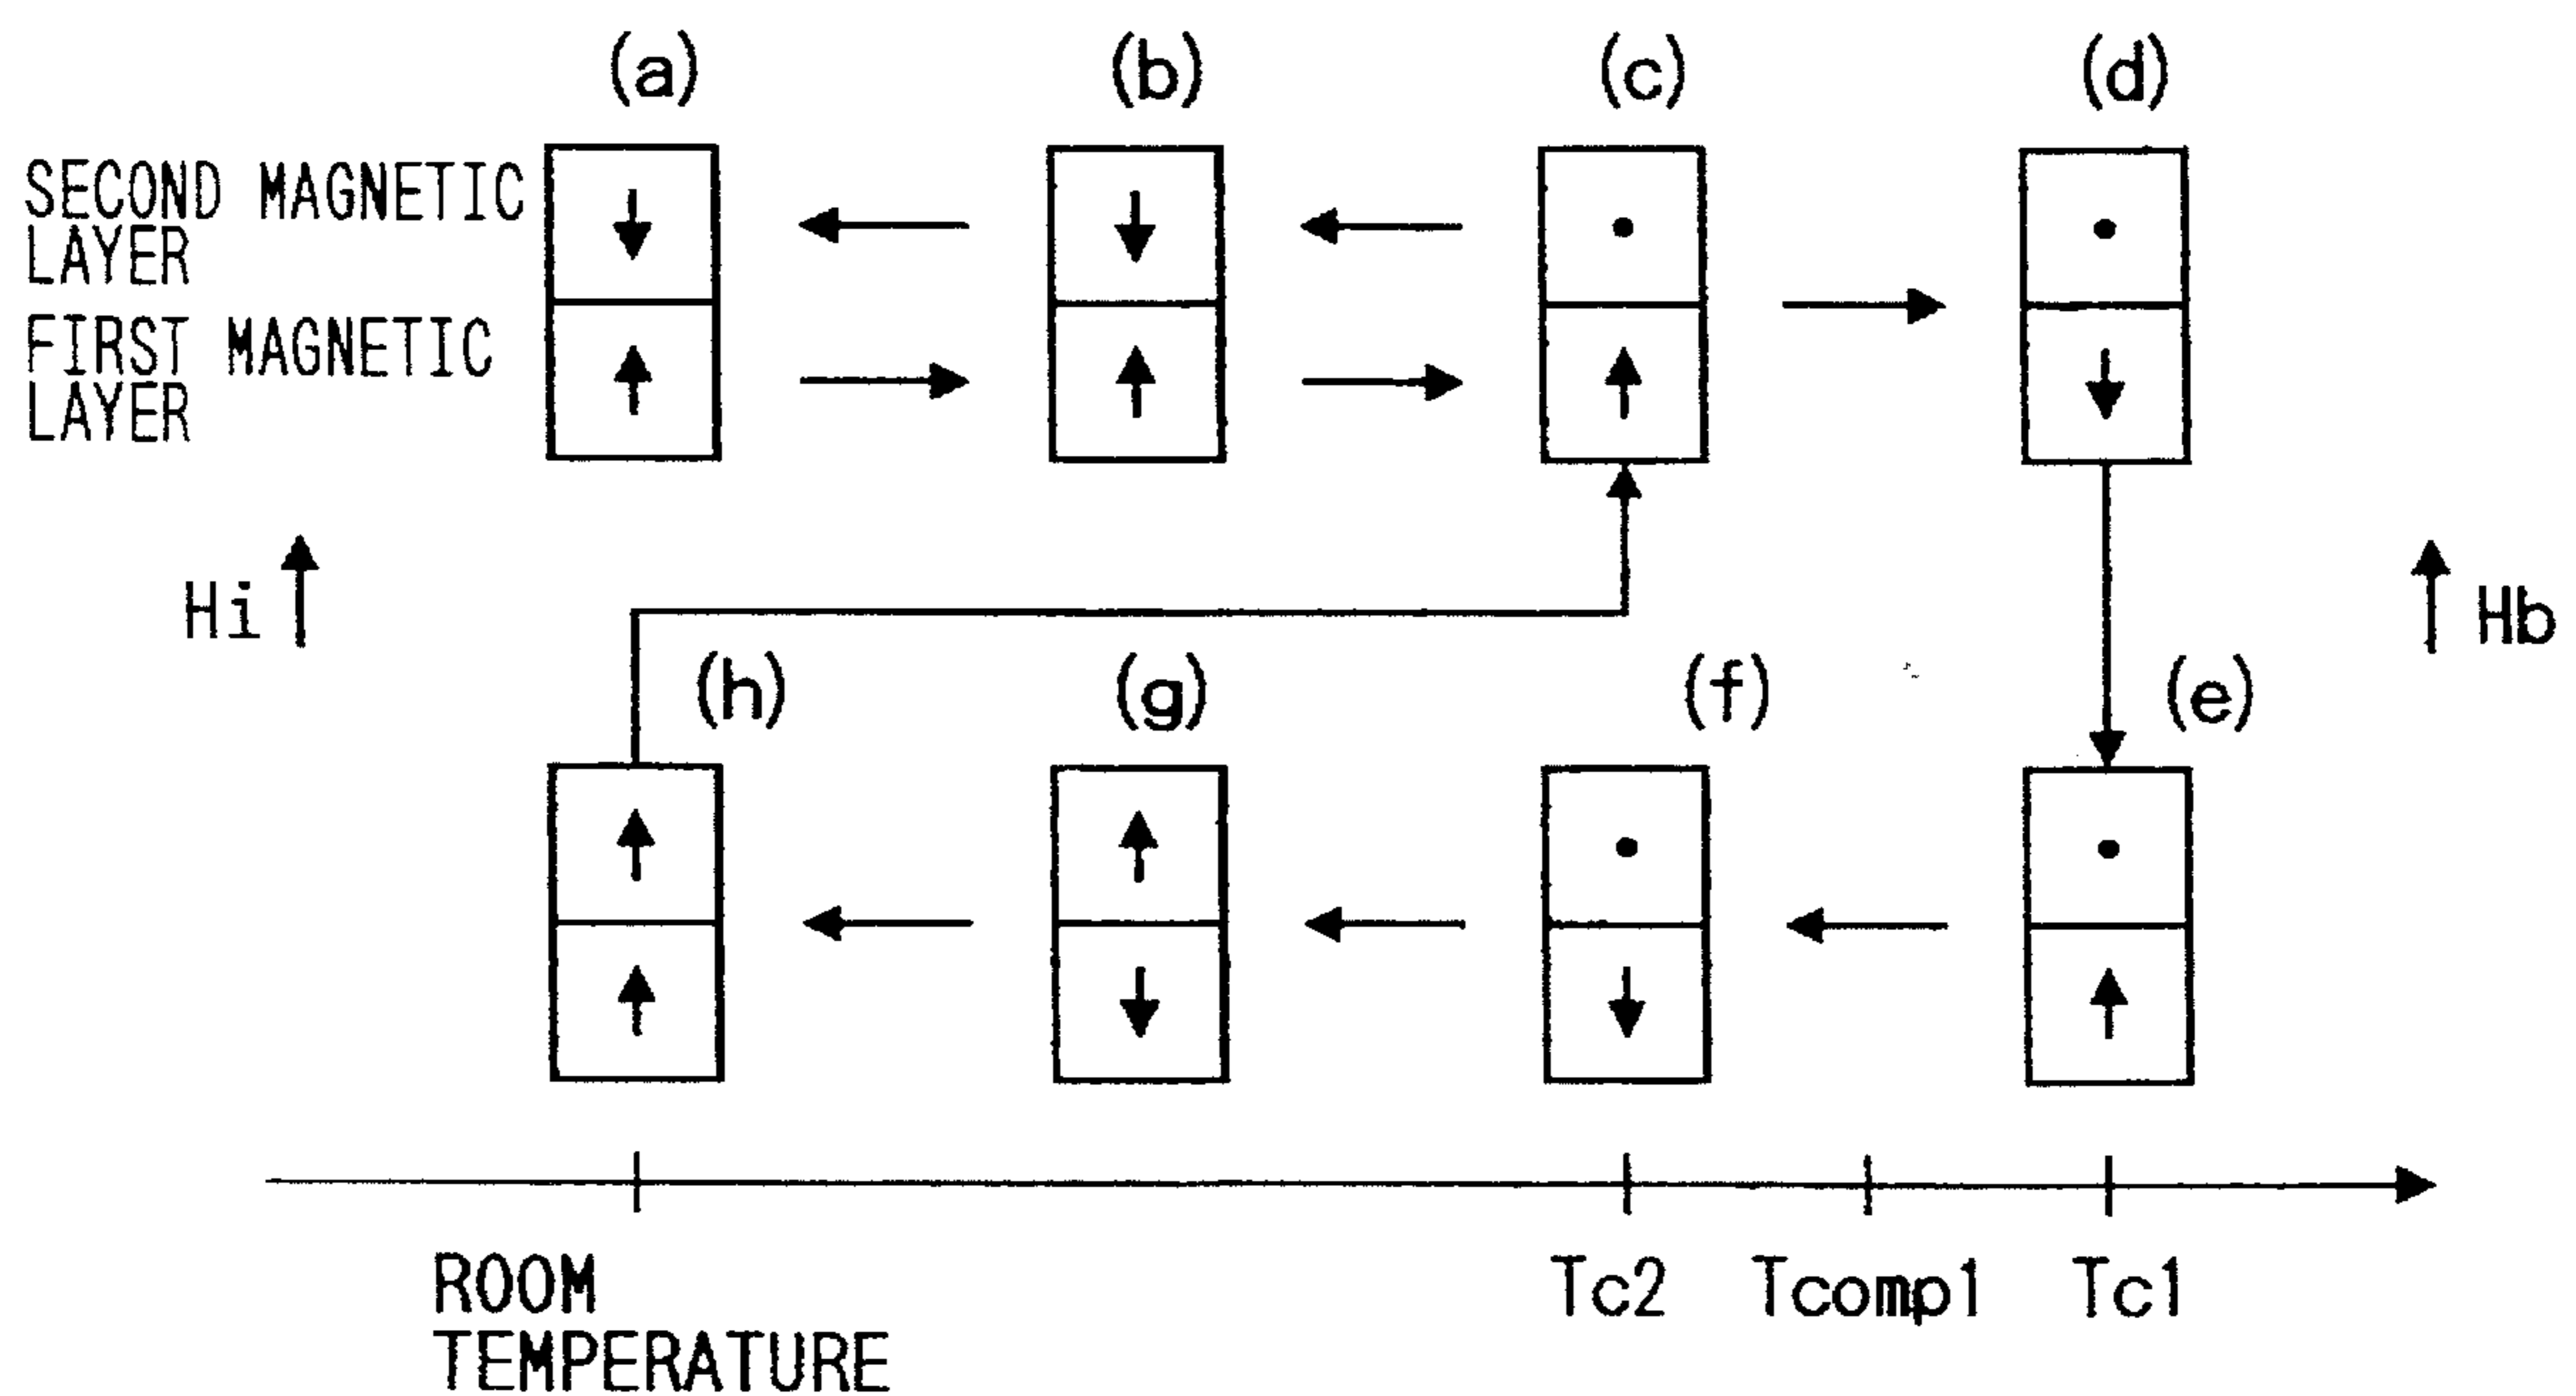 (a) (b) (c) (d)
SECOND MAGNETIC
LAYER
FIRST MAGNETIC
LAYER
Hi Hb
(h) (g) (f) (e)
Tc2 Tcomp1 Tc1
ROOM
TEMPERATURE